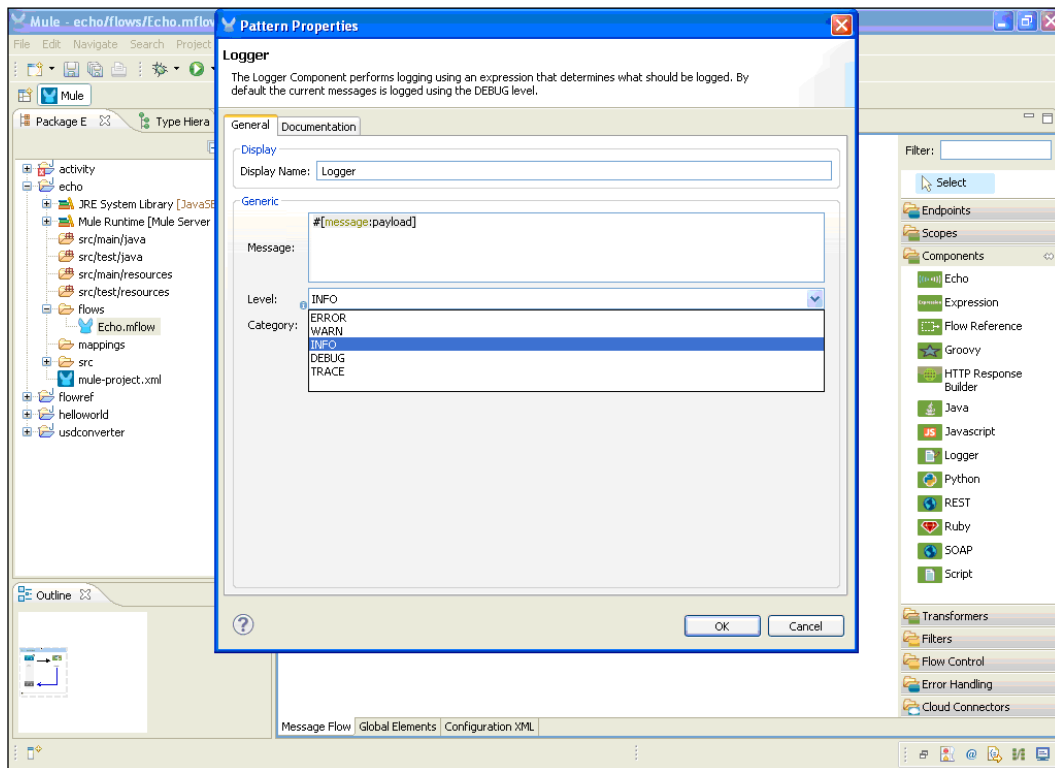 Mule - echo/flows/Echo.mflow
Pattern Properties
File Edit Navigate Search Project
Logger
The Logger Component performs logging using an expression that determines what should be logged. By
default the current messages is logged using the DEBUG level.
Mule
Package E
Type Hiera
General
Documentation
Display
Display Name:
Logger
Generic
#[message:payload]
Message:
Level:
INFO
ERROR
WARN
INFO
DEBUG
TRACE
Category:
OK
Cancel
activity
echo
JRE System Library [JavaSE
Mule Runtime [Mule Server
src/main/java
src/test/java
src/main/resources
src/test/resources
flows
Echo.mflow
mappings
src
mule-project.xml
flowref
helloworld
usdconverter
Outline
Filter:
Select
Endpoints
Scopes
Components
Echo
Expression
Flow Reference
Groovy
HTTP Response
Builder
Java
JS
Javascript
Logger
Python
REST
Ruby
SOAP
Script
Transformers
Filters
Flow Control
Error Handling
Cloud Connectors
Message Flow
Global Elements
Configuration XML